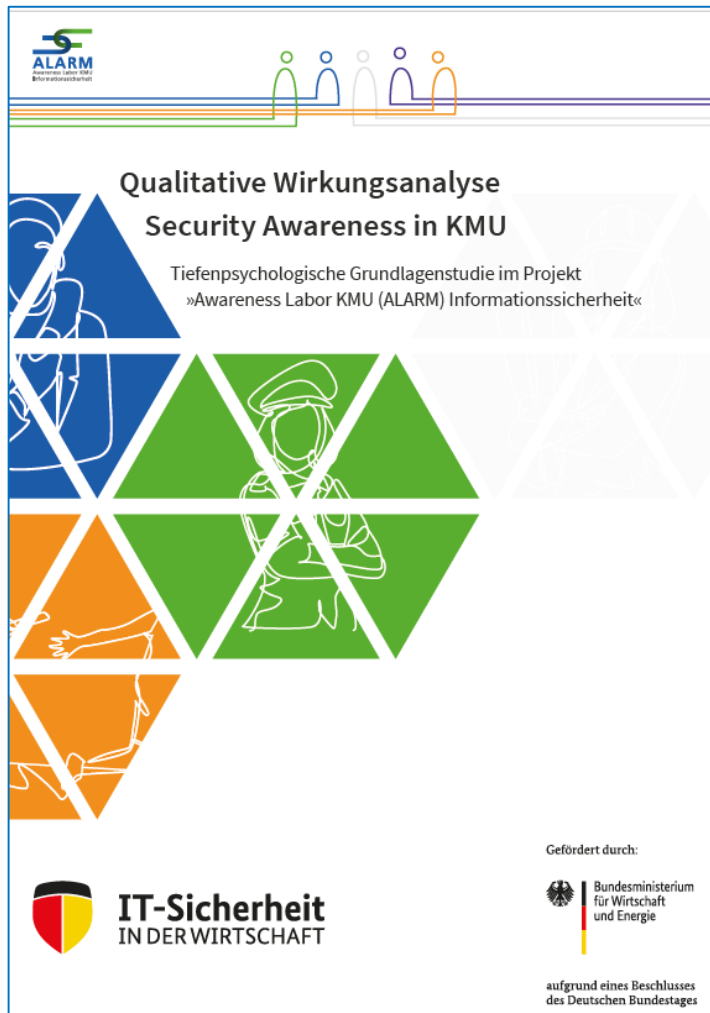 ALARM
Awareness Labor KMU
Informationssicherheit
Qualitative Wirkungsanalyse
Security Awareness in KMU
Tiefenpsychologische Grundlagenstudie im Projekt
»Awareness Labor KMU (ALARM) Informationssicherheit«
Gefördert durch:
IT-Sicherheit
IN DER WIRTSCHAFT
Bundesministerium
für Wirtschaft
und Energie
aufgrund eines Beschlusses
des Deutschen Bundestages